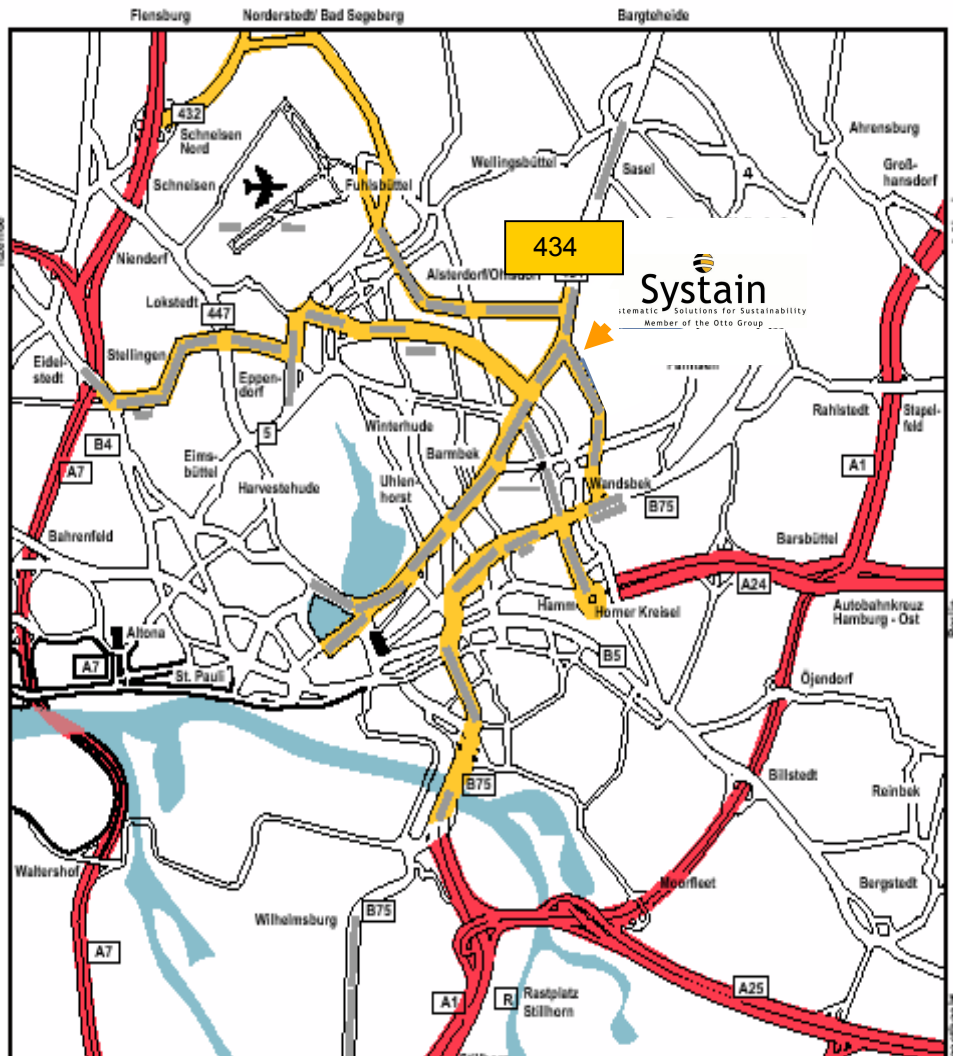 Flensburg
Norderstedt/ Bad Segeberg
Bargteheide
432
Schnelsen
Nord
Ahrensburg
Wellingsbüttel
Sasel
4
Groß-
hansdorf
Schnelsen
Fuhlsbüttel
434
Niendorf
Alsterdorf/Ohlsdorf
Systain
Solutions for Sustainability
Member of the Otto Group
Lokstedt
447
Stellingen
Eidel-
stedt
Eppen-
dorf
Rahlstedt
Stapel-
feld
Winterhude
5
B4
Barmbek
Eims-
büttel
A7
A1
Uhlen-
horst
Harvestehude
Wandsbek
B75
Bahrenfeld
Barsbüttel
A24
Hamm
Horner Kreisel
Autobahnkreuz
Hamburg - Ost
Altona
A7
B5
St. Pauli
Öjendorf
B75
Billstedt
Reinbek
Waltershof
Moorfleet
Bergstedt
B75
Wilhelmsburg
A7
A25
A1
R
Rastplatz
Stillhorn